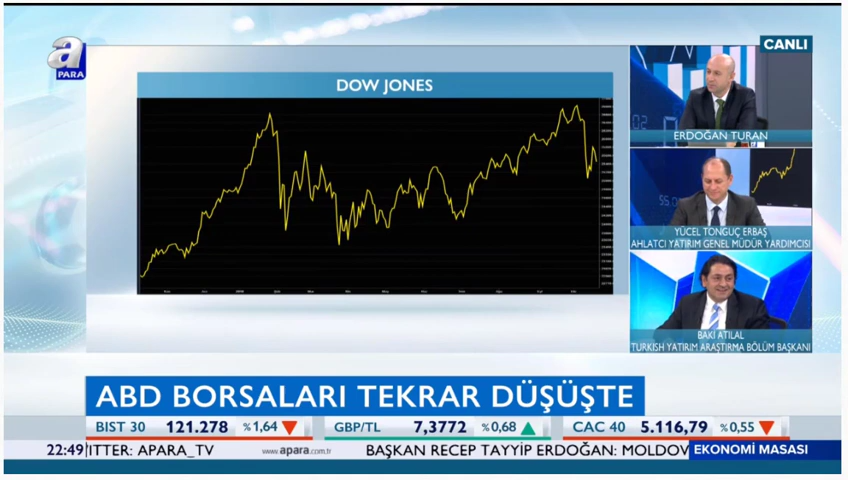 CANLI
a
PARA
DOW JONES
ERDOĞAN TURAN
YÜCEL TONGUÇ ERBAŞ
AHLATCI YATIRIM GENEL MÜDÜR YARDIMCISI
BAKİ ATILAL
TURKISH YATIRIM ARAŞTIRMA BÖLÜM BAŞKANI
ABD BORSALARI TEKRAR DÜŞÜŞTE
BIST 30 121.278 %1,64 GBP/TL 7,3772 %0,68 CAC 40 5.116,79 %0,55
22:49 İTTER: APARA_TV www.apara.com.tr BAŞKAN RECEP TAYYİP ERDOĞAN: MOLDOV EKONOMİ MASASI